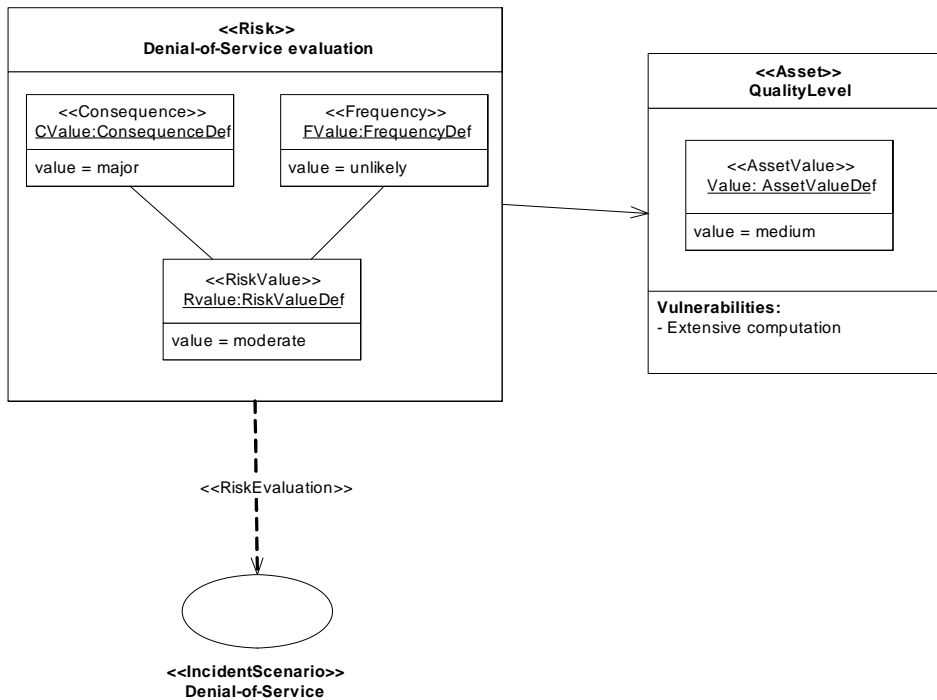 <<Risk>>
Denial-of-Service evaluation
<<Consequence>>
CValue:ConsequenceDef
value = major
<<Frequency>>
FValue:FrequencyDef
value = unlikely
<<RiskValue>>
Rvalue:RiskValueDef
value = moderate
<<Asset>>
QualityLevel
<<AssetValue>>
Value: AssetValueDef
value = medium
Vulnerabilities:
- Extensive computation
<<RiskEvaluation>>
<<IncidentScenario>>
Denial-of-Service